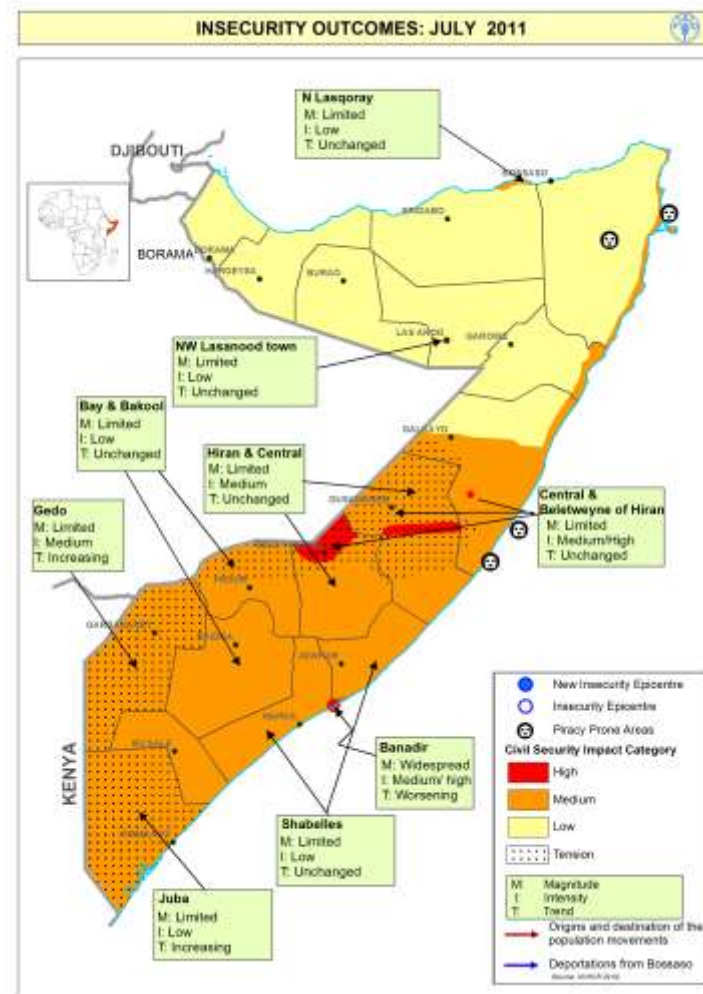 INSECURITY OUTCOMES: JULY 2011
N Lasqoray
M: Limited
I: Low
T: Unchanged
DJIBOUTI
BOSSASO
ERIGABO
BORAMA
BORAMA
HARGEYSA
BURAO
LAS ANOD
GAROWE
NW Lasanood town
M: Limited
I: Low
T: Unchanged
Bay & Bakool
M: Limited
I: Low
T: Unchanged
Hiran & Central
M: Limited
I: Medium
T: Unchanged
GALKAYO
Gedo
M: Limited
I: Medium
T: Increasing
Central &
Beletweyne of Hiran
M: Limited
I: Medium/High
T: Unchanged
JOWHAR
KENYA
Banadir
M: Widespread
I: Medium/ high
T: Worsening
Shabelles
M: Limited
I: Low
T: Unchanged
Juba
M: Limited
I: Low
T: Increasing
New Insecurity Epicentre
Insecurity Epicentre
Piracy Prone Areas
Civil Security Impact Category
High
Medium
Low
Tension
M: Magnitude
I: Intensity
T: Trend
Origins and destination of the
population movements
Deportations from Bossaso